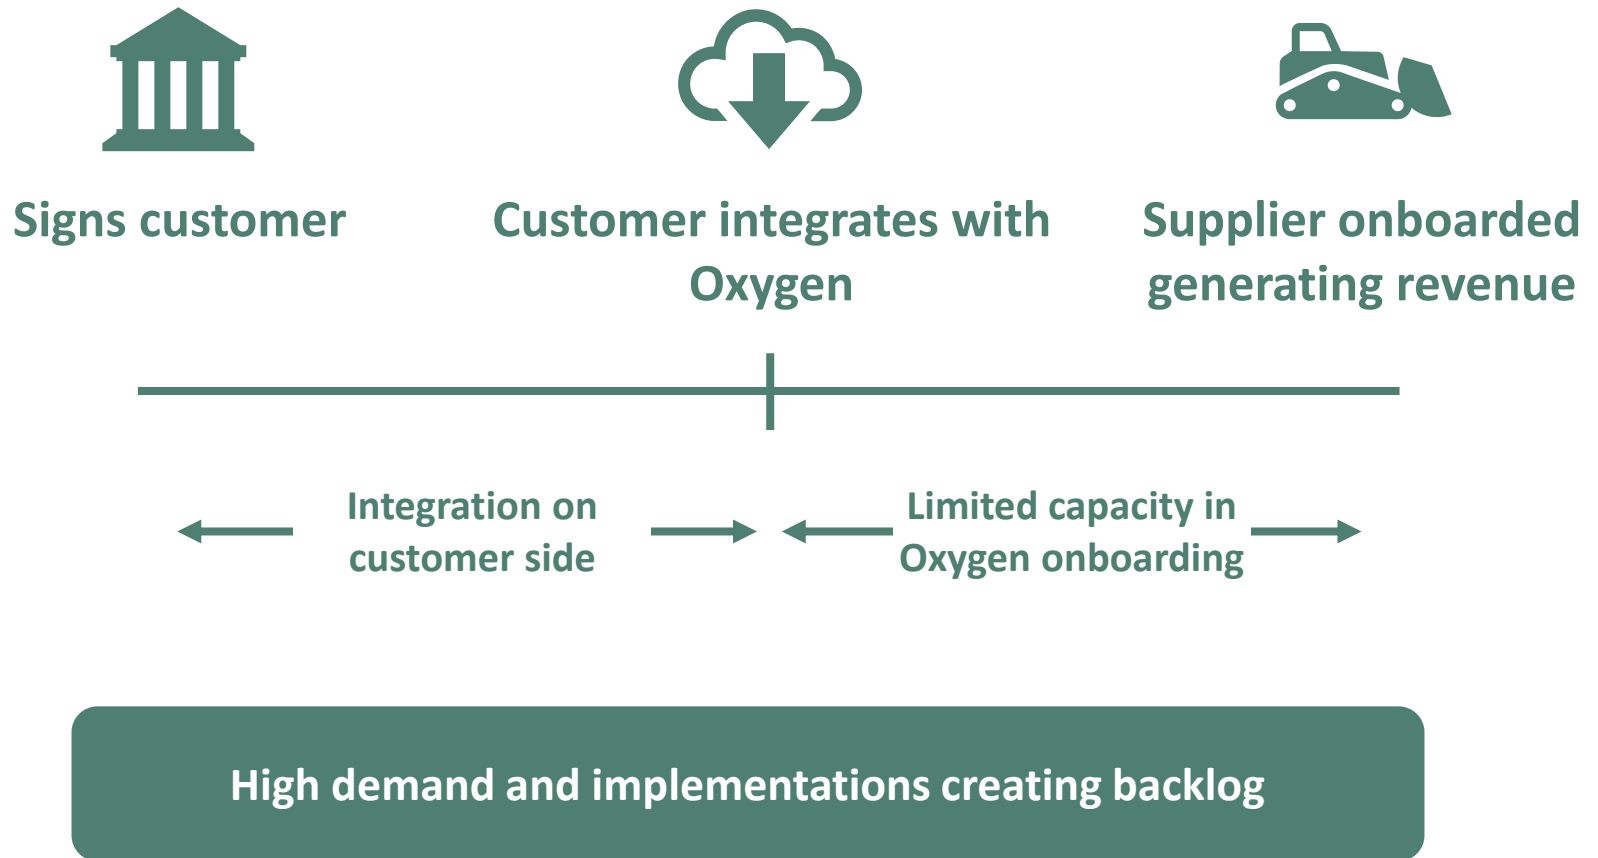 Signs customer
Customer integrates with
Oxygen
Supplier onboarded
generating revenue
Integration on
customer side
Limited capacity in
Oxygen onboarding
High demand and implementations creating backlog